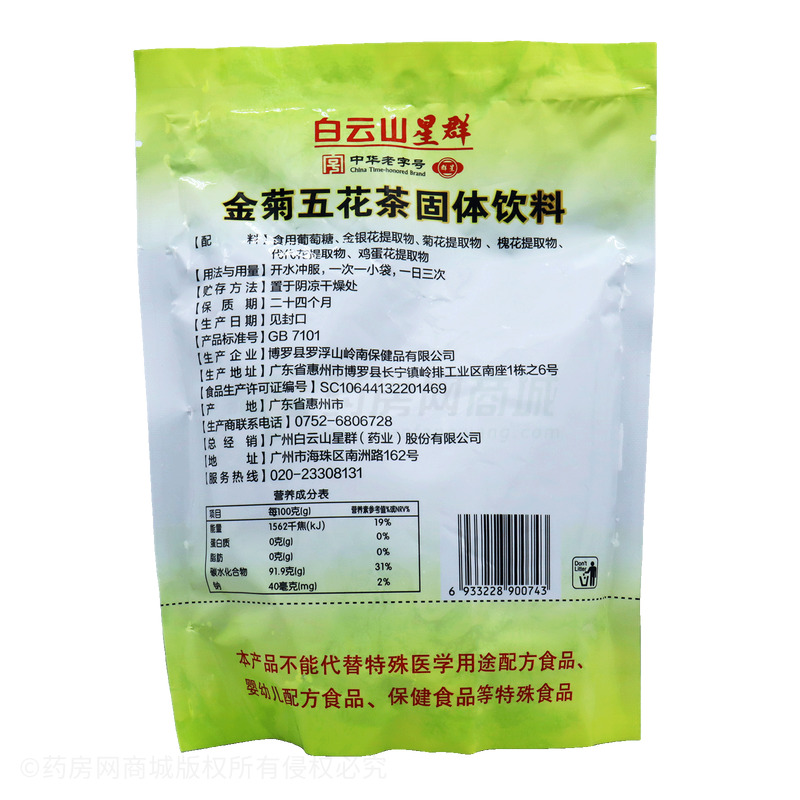 白云山星群
中华老字号
China Time-honored Brand
群星
金菊五花茶固体饮料
【配 料】食用葡萄糖、金银花提取物、菊花提取物、槐花提取物、
代代花提取物、鸡蛋花提取物
【用法与用量】开水冲服，一次一小袋，一日三次
【贮存方法】置于阴凉干燥处
【保质期】二十四个月
【生产日期】见封口
【产品标准号】GB 7101
【生产企业】博罗县罗浮山岭南保健品有限公司
【生产地址】广东省惠州市博罗县长宁镇岭排工业区南座1栋之6号
【食品生产许可证编号】SC10644132201469
【产 地】广东省惠州市
【生产商联系电话】0752-6806728
【总经销】广州白云山星群（药业）股份有限公司
【地 址】广州市海珠区南洲路162号
【服务热线】020-23308131
营养成分表
项目 每100克(g) 营养素参考值%或NRV%
能量 1562千焦(kJ) 19%
蛋白质 0克(g) 0%
脂肪 0克(g) 0%
碳水化合物 91.9克(g) 31%
钠 40毫克(mg) 2%
Don't
Litter
6 933228 900743
本产品不能代替特殊医学用途配方食品、
婴幼儿配方食品、保健食品等特殊食品
©药房网商城版权所有侵权必究